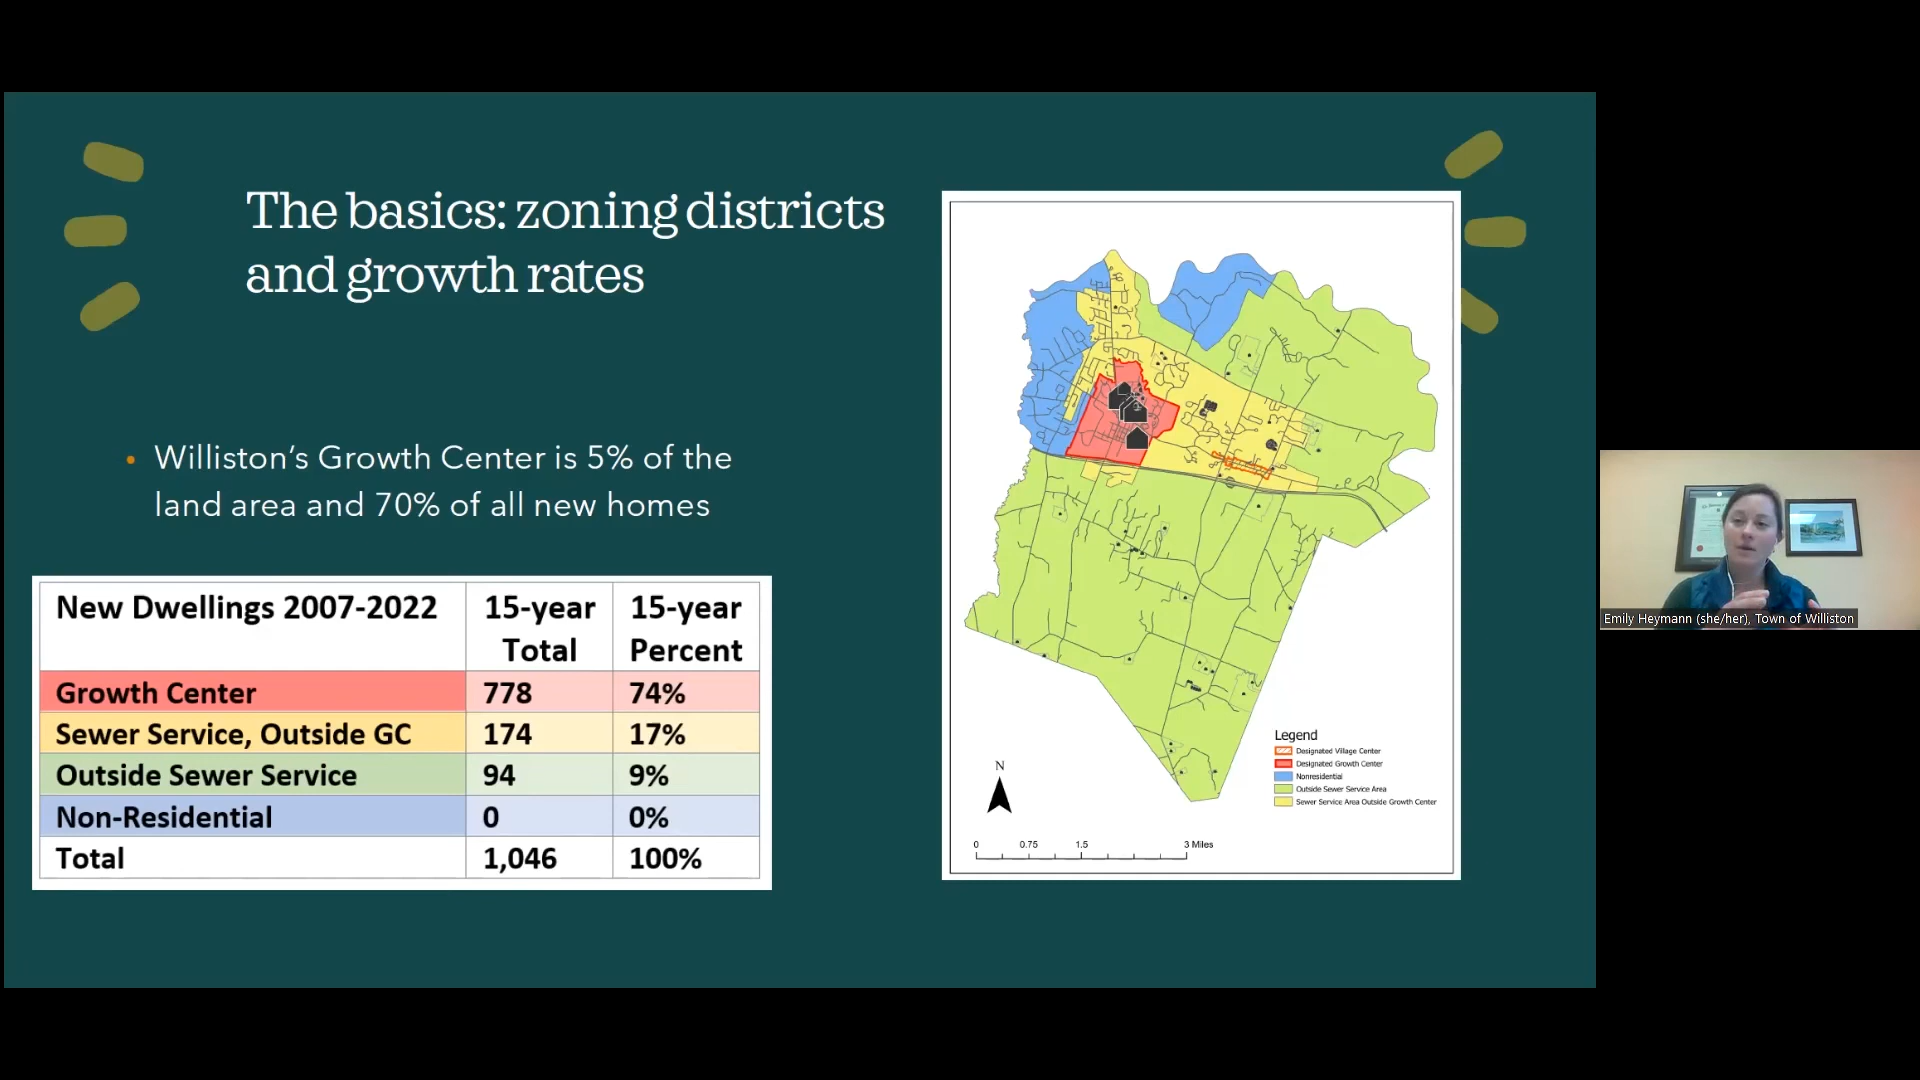 The basics: zoning districts
and growth rates
• Williston’s Growth Center is 5% of the
land area and 70% of all new homes
New Dwellings 2007-2022 15-year Total 15-year Percent
Growth Center 778 74%
Sewer Service, Outside GC 174 17%
Outside Sewer Service 94 9%
Non-Residential 0 0%
Total 1,046 100%
Legend
Designated Village Center
Designated Growth Center
Nonresidential
Outside Sewer Service Area
Sewer Service Area Outside Growth Center
N
0 0.75 1.5 3 Miles
Emily Heymann (she/her), Town of Williston